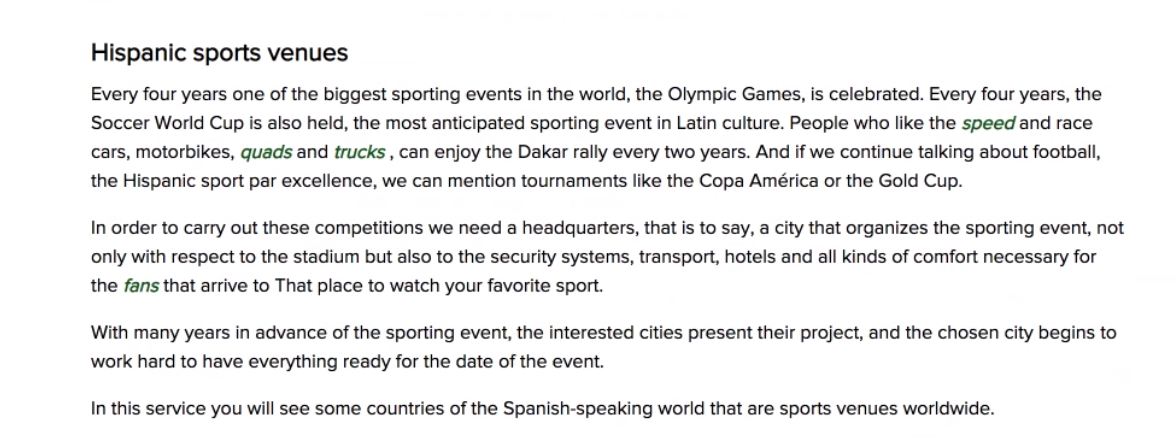 Hispanic sports venues
Every four years one of the biggest sporting events in the world, the Olympic Games, is celebrated. Every four years, the
Soccer World Cup is also held, the most anticipated sporting event in Latin culture. People who like the speed and race
cars, motorbikes, quads and trucks , can enjoy the Dakar rally every two years. And if we continue talking about football,
the Hispanic sport par excellence, we can mention tournaments like the Copa América or the Gold Cup.
In order to carry out these competitions we need a headquarters, that is to say, a city that organizes the sporting event, not
only with respect to the stadium but also to the security systems, transport, hotels and all kinds of comfort necessary for
the fans that arrive to That place to watch your favorite sport.
With many years in advance of the sporting event, the interested cities present their project, and the chosen city begins to
work hard to have everything ready for the date of the event.
In this service you will see some countries of the Spanish-speaking world that are sports venues worldwide.